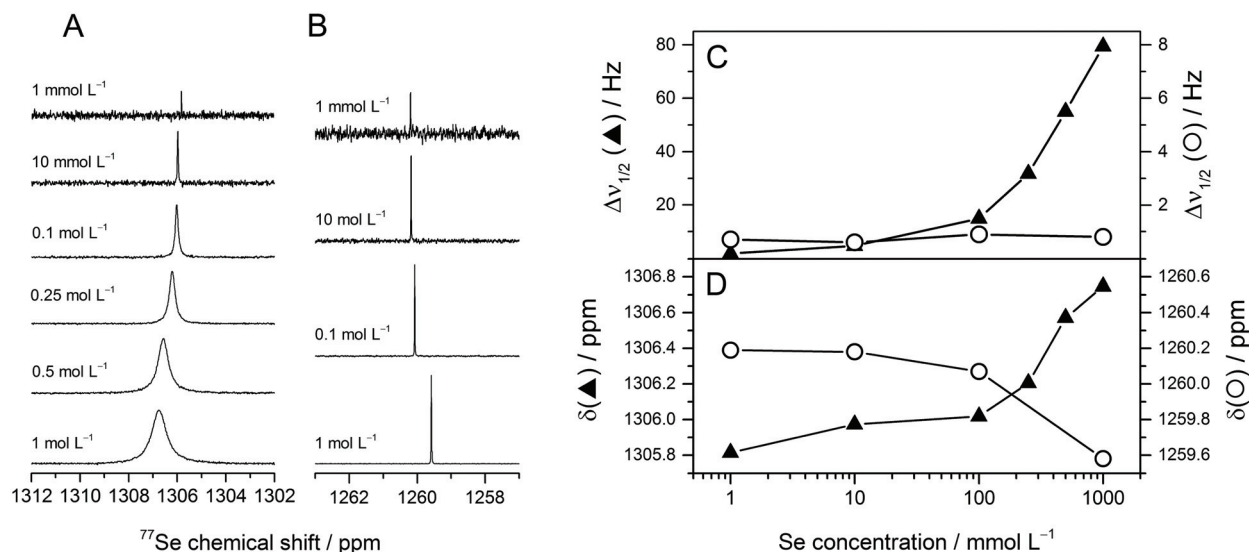 A
1 mmol L⁻¹
10 mmol L⁻¹
0.1 mol L⁻¹
0.25 mol L⁻¹
0.5 mol L⁻¹
1 mol L⁻¹
1312 1310 1308 1306 1304 1302
B
1 mmol L⁻¹
10 mol L⁻¹
0.1 mol L⁻¹
1 mol L⁻¹
1262 1260 1258
⁷⁷Se chemical shift / ppm
C
80
60
40
20
Δν1/2 (▲) / Hz
8
6
4
2
Δν1/2 (○) / Hz
D
1306.8
1306.6
1306.4
1306.2
1306.0
1305.8
δ(▲) / ppm
1260.6
1260.4
1260.2
1260.0
1259.8
1259.6
δ(○) / ppm
1 10 100 1000
Se concentration / mmol L⁻¹